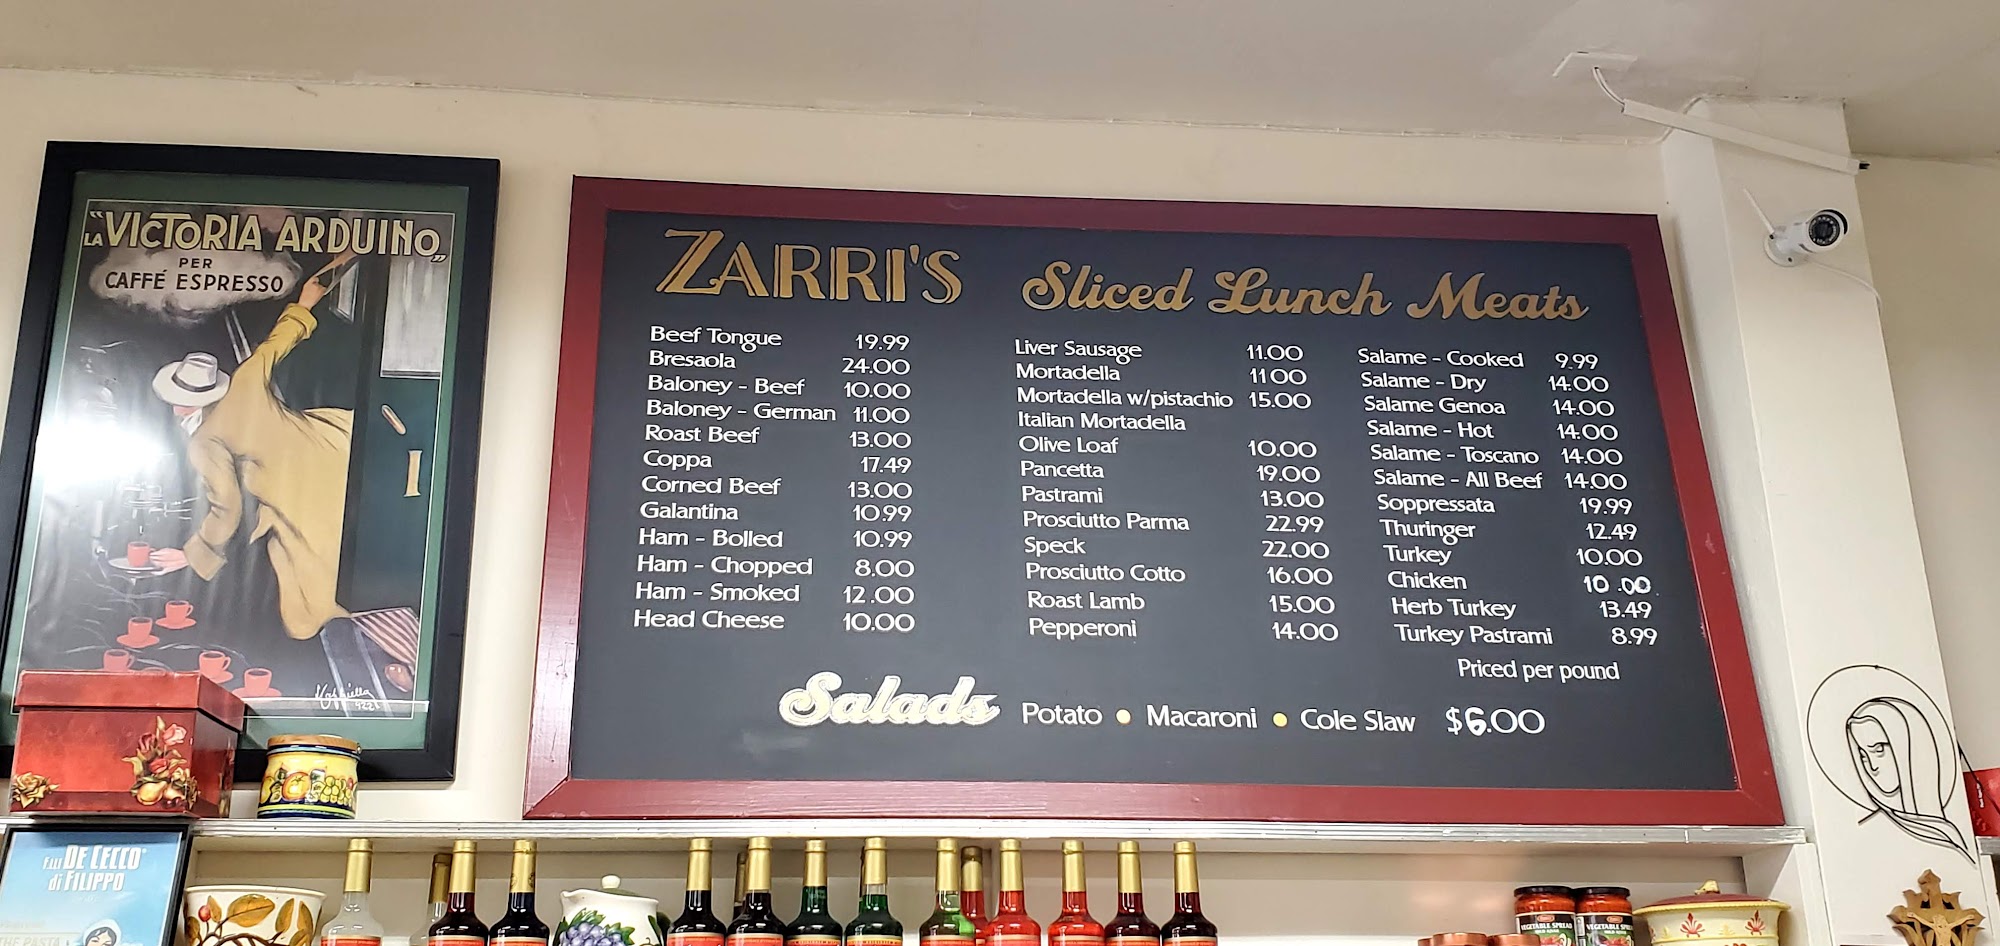 "VICTORIA ARDUINO"
LA
PER
CAFFÉ ESPRESSO
ZARRI'S Sliced Lunch Meats
Beef Tongue 19.99
Bresaola 24.00
Baloney - Beef 10.00
Baloney - German 11.00
Roast Beef 13.00
Coppa 17.49
Corned Beef 13.00
Galantina 10.99
Ham - Bolled 10.99
Ham - Chopped 8.00
Ham - Smoked 12.00
Head Cheese 10.00
Liver Sausage 11.00
Mortadella 11 00
Mortadella w/pistachio 15.00
Italian Mortadella
Olive Loaf 10.00
Pancetta 19.00
Pastrami 13.00
Prosciutto Parma 22.99
Speck 22.00
Prosciutto Cotto 16.00
Roast Lamb 15.00
Pepperoni 14.00
Salame - Cooked 9.99
Salame - Dry 14.00
Salame Genoa 14.00
Salame - Hot 14.00
Salame - Toscano 14.00
Salame - All Beef 14.00
Soppressata 19.99
Thuringer 12.49
Turkey 10.00
Chicken 10.00
Herb Turkey 13.49
Turkey Pastrami 8.99
Priced per pound
Salads Potato • Macaroni • Cole Slaw $6.00
F.lli DE CECCO®
di FILIPPO
THE PASTA
VEGETABLE SPREAD
VEGETABLE SPREAD